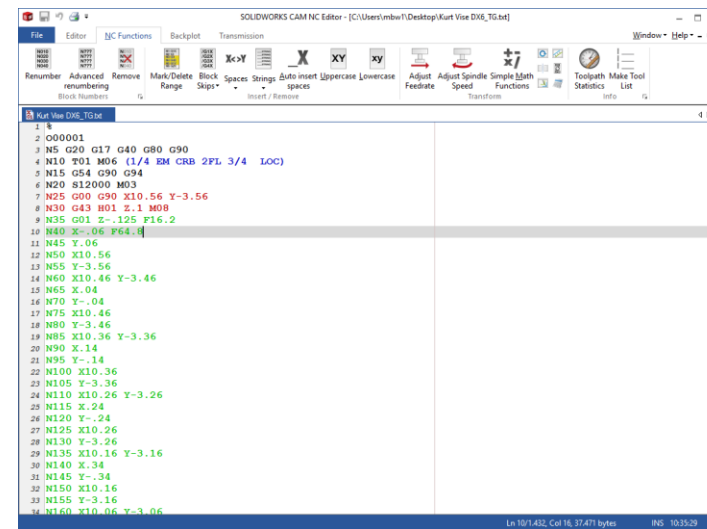 SOLIDWORKS CAM NC Editor - [C:\Users\mbw1\Desktop\Kurt Vise DX6_TG.txt]
File Editor NC Functions Backplot Transmission Window Help
Renumber Advanced renumbering Remove Mark/Delete Range Block Skips Spaces Strings Auto insert spaces Uppercase Lowercase Adjust Feedrate Adjust Spindle Speed Simple Math Functions Toolpath Statistics Make Tool List
Block Numbers Insert / Remove Transform Info
Kurt Vise DX6_TG.txt
1 %
2 O00001
3 N5 G20 G17 G40 G80 G90
4 N10 T01 M06 (1/4 EM CRB 2FL 3/4 LOC)
5 N15 G54 G90 G94
6 N20 S12000 M03
7 N25 G00 G90 X10.56 Y-3.56
8 N30 G43 H01 Z.1 M08
9 N35 G01 Z-.125 F16.2
10 N40 X-.06 F64.8
11 N45 Y.06
12 N50 X10.56
13 N55 Y-3.56
14 N60 X10.46 Y-3.46
15 N65 X.04
16 N70 Y-.04
17 N75 X10.46
18 N80 Y-3.46
19 N85 X10.36 Y-3.36
20 N90 X.14
21 N95 Y-.14
22 N100 X10.36
23 N105 Y-3.36
24 N110 X10.26 Y-3.26
25 N115 X.24
26 N120 Y-.24
27 N125 X10.26
28 N130 Y-3.26
29 N135 X10.16 Y-3.16
30 N140 X.34
31 N145 Y-.34
32 N150 X10.16
33 N155 Y-3.16
34 N160 X10.06 Y-3.06
Ln 10/1.432, Col 16, 37.471 bytes INS 10:35:29